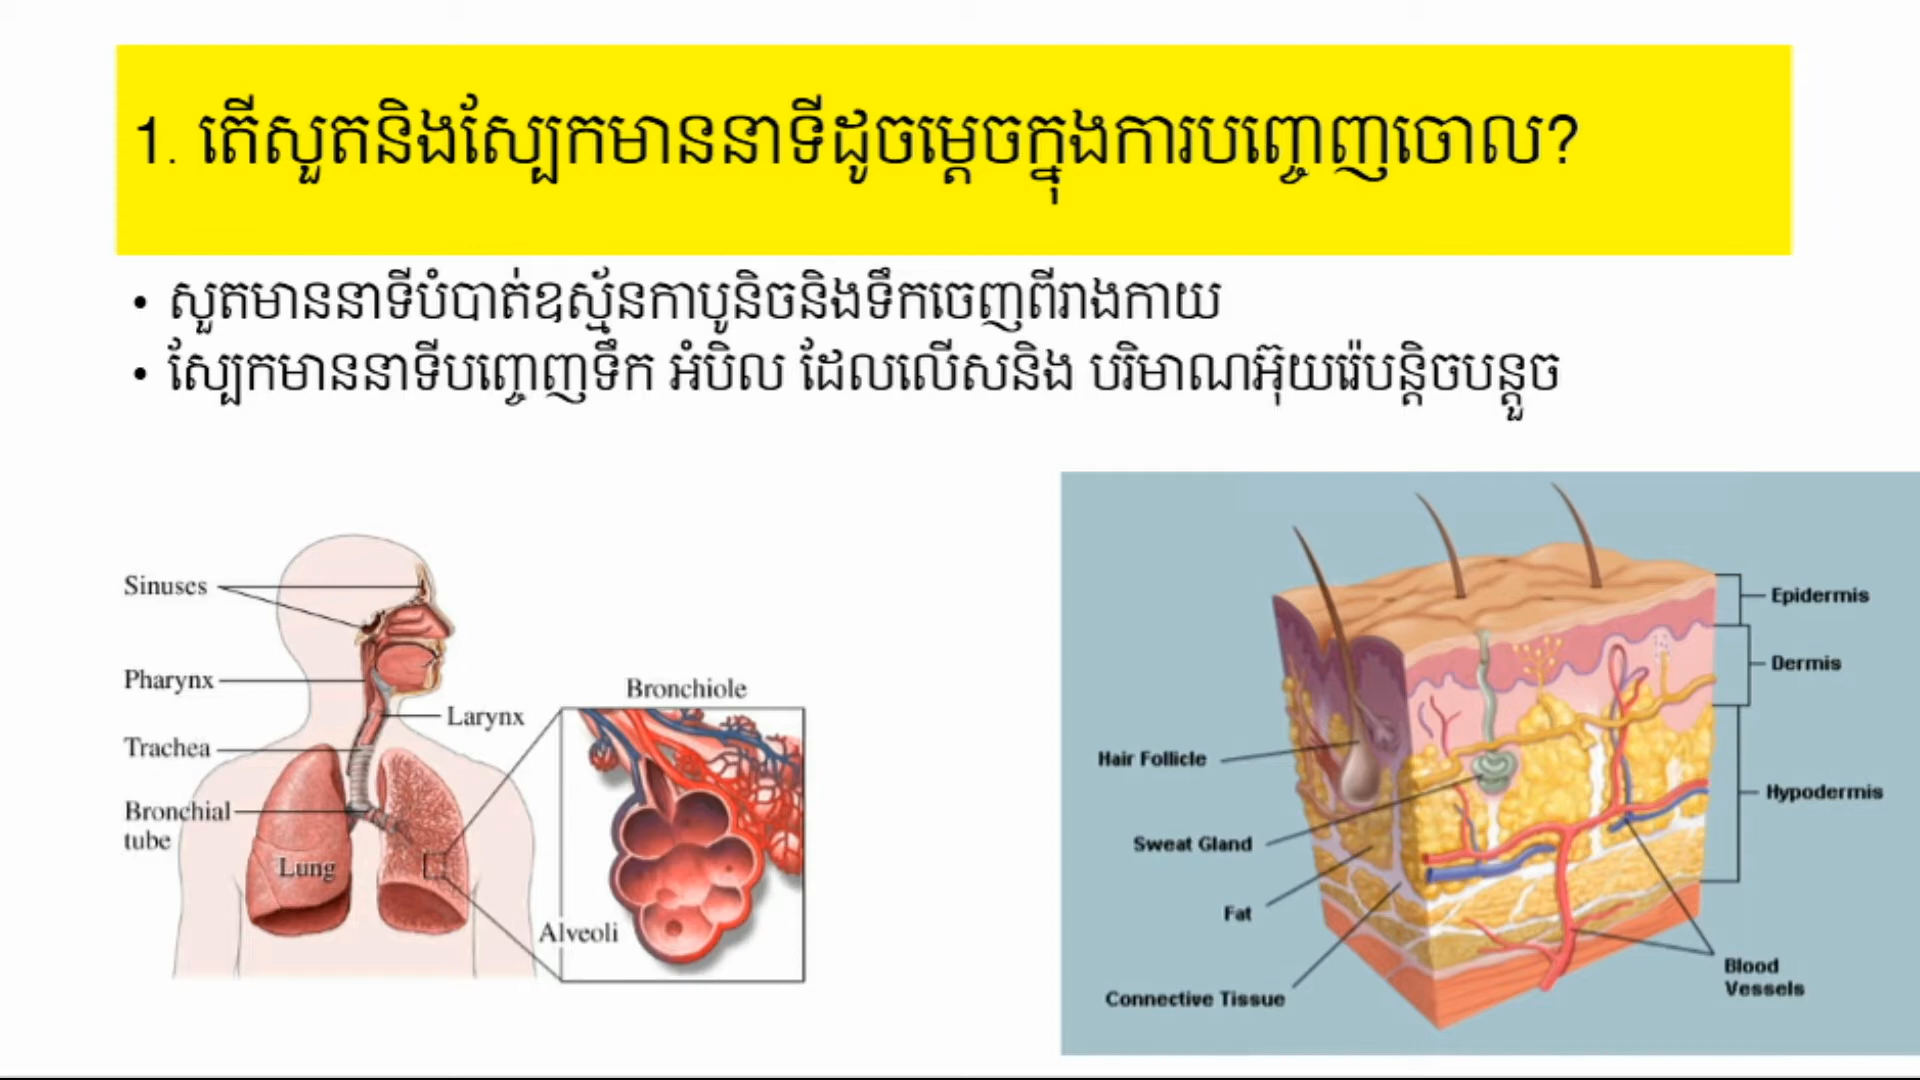 1. តើសួតនិងស្បែកមាននាទីដូចម្តេចក្នុងការបញ្ចេញចោល?
• សួតមាននាទីបំបាត់ឧស្ម័នកាបូនិចនិងទឹកចេញពីរាងកាយ
• ស្បែកមាននាទីបញ្ចេញទឹក អំបិល ដែលលើសនិង បរិមាណអ៊ុយរ៉េបន្តិចបន្តួច
Sinuses
Pharynx
Larynx
Trachea
Bronchial
tube
Lung
Bronchiole
Alveoli
Epidermis
Dermis
Hypodermis
Hair Follicle
Sweat Gland
Fat
Connective Tissue
Blood
Vessels